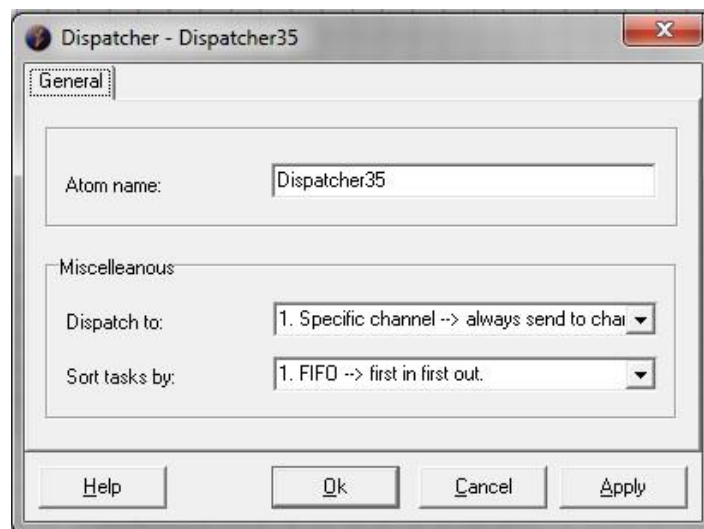 Dispatcher - Dispatcher35
General
Atom name: Dispatcher35
Miscelleanous
Dispatch to: 1. Specific channel --> always send to
Sort tasks by: 1. FIFO --> first in first out.
Help Ok Cancel Apply